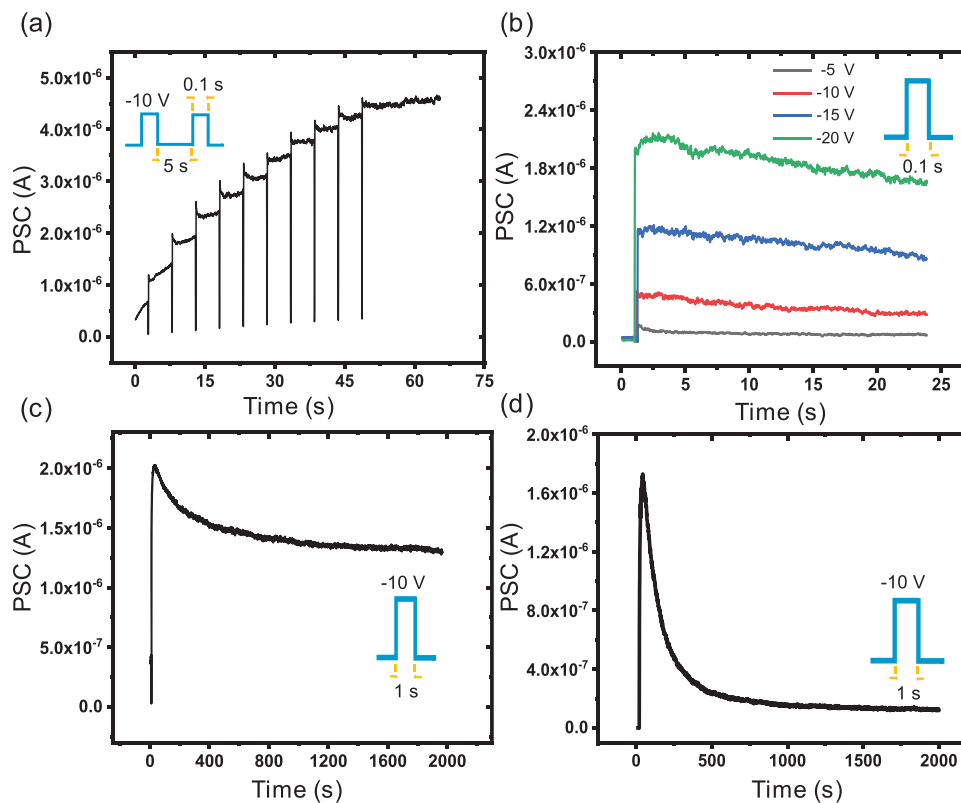 (a)
PSC (A)
5.0x10⁻⁶
4.0x10⁻⁶
3.0x10⁻⁶
2.0x10⁻⁶
1.0x10⁻⁶
0.0
-10 V
0.1 s
5 s
0 15 30 45 60 75
Time (s)
(b)
PSC (A)
3.0x10⁻⁶
2.4x10⁻⁶
1.8x10⁻⁶
1.2x10⁻⁶
6.0x10⁻⁷
0.0
-5 V
-10 V
-15 V
-20 V
0.1 s
0 5 10 15 20 25
Time (s)
(c)
PSC (A)
2.0x10⁻⁶
1.5x10⁻⁶
1.0x10⁻⁶
5.0x10⁻⁷
0.0
-10 V
1 s
0 400 800 1200 1600 2000
Time (s)
(d)
PSC (A)
2.0x10⁻⁶
1.6x10⁻⁶
1.2x10⁻⁶
8.0x10⁻⁷
4.0x10⁻⁷
0.0
-10 V
1 s
0 500 1000 1500 2000
Time (s)